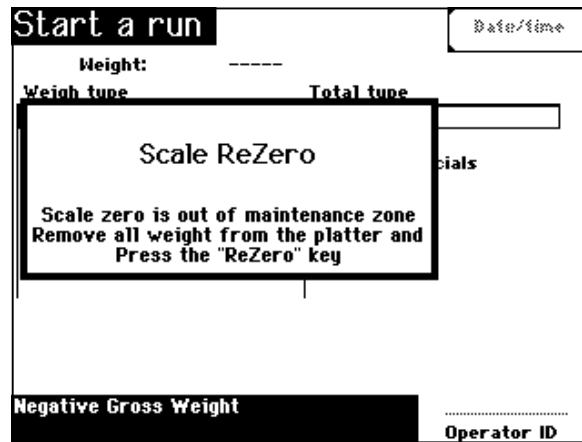 Start a run
Date/time
Weight: -----
Weigh type Total type
cials
Scale ReZero
Scale zero is out of maintenance zone
Remove all weight from the platter and
Press the "ReZero" key
Negative Gross Weight
Operator ID